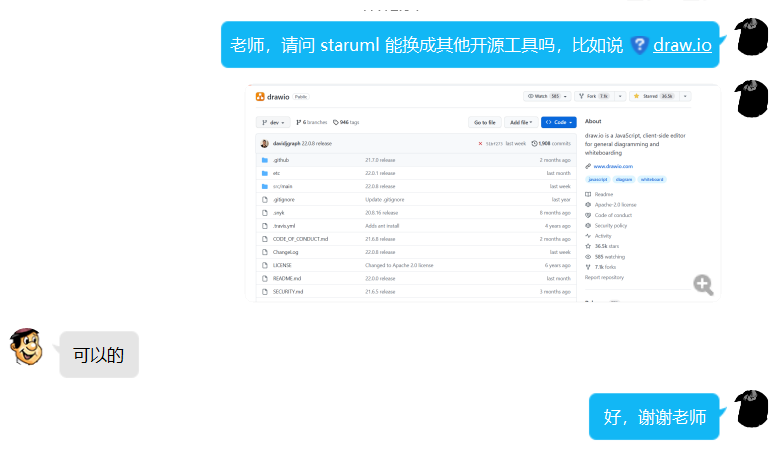 老师，请问 staruml 能换成其他开源工具吗，比如说 draw.io
drawio Public
Watch 585 Fork 7.1k Starred 36.5k
dev 6 branches 946 tags Go to file Add file Code
davidjgraph 22.0.8 release last week 1,908 commits
.github 21.7.0 release 2 months ago
etc 22.0.1 release last month
src/main 22.0.8 release last week
.gitignore Update .gitignore last year
.snyk 20.8.16 release 8 months ago
.travis.yml Adds ant install 4 years ago
CODE_OF_CONDUCT.md 21.6.8 release 2 months ago
ChangeLog 22.0.8 release last week
LICENSE Changed to Apache 2.0 license 6 years ago
README.md 22.0.0 release last month
SECURITY.md 21.6.5 release 3 months ago
About
draw.io is a JavaScript, client-side editor
for general diagramming and
whiteboarding
www.drawio.com
javascript diagram whiteboard
Readme
Apache-2.0 license
Code of conduct
Security policy
Activity
36.5k stars
585 watching
7.1k forks
Report repository
可以的
好，谢谢老师